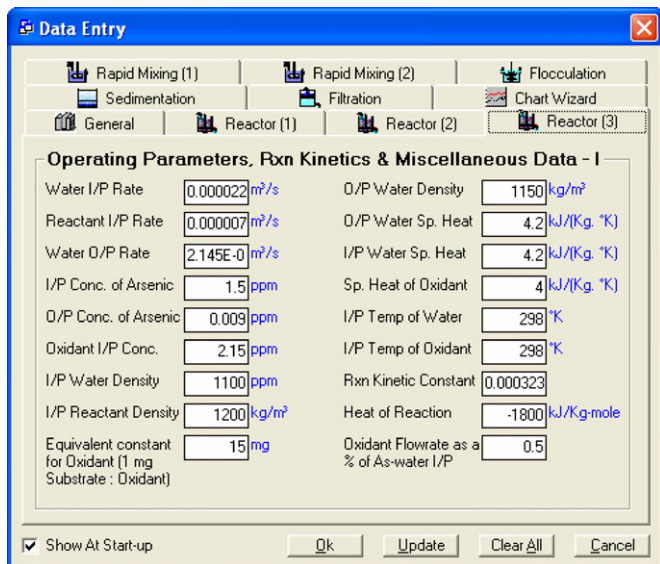 Data Entry
Rapid Mixing (1)
Rapid Mixing (2)
Flocculation
Sedimentation
Filtration
Chart Wizard
General
Reactor (1)
Reactor (2)
Reactor (3)
Operating Parameters, Rxn Kinetics & Miscellaneous Data - I
Water I/P Rate 0.000022 m³/s
Reactant I/P Rate 0.000007 m³/s
Water O/P Rate 2.145E-0 m³/s
I/P Conc. of Arsenic 1.5 ppm
O/P Conc. of Arsenic 0.009 ppm
Oxidant I/P Conc. 2.15 ppm
I/P Water Density 1100 ppm
I/P Reactant Density 1200 kg/m³
Equivalent constant 15 mg
for Oxidant (1 mg
Substrate : Oxidant)
O/P Water Density 1150 kg/m³
O/P Water Sp. Heat 4.2 kJ/(Kg. °K)
I/P Water Sp. Heat 4.2 kJ/(Kg. °K)
Sp. Heat of Oxidant 4 kJ/(Kg. °K)
I/P Temp of Water 298 °K
I/P Temp of Oxidant 298 °K
Rxn Kinetic Constant 0.000323
Heat of Reaction -1800 kJ/Kg-mole
Oxidant Flowrate as a 0.5
% of As-water I/P
Show At Start-up
Ok
Update
Clear All
Cancel